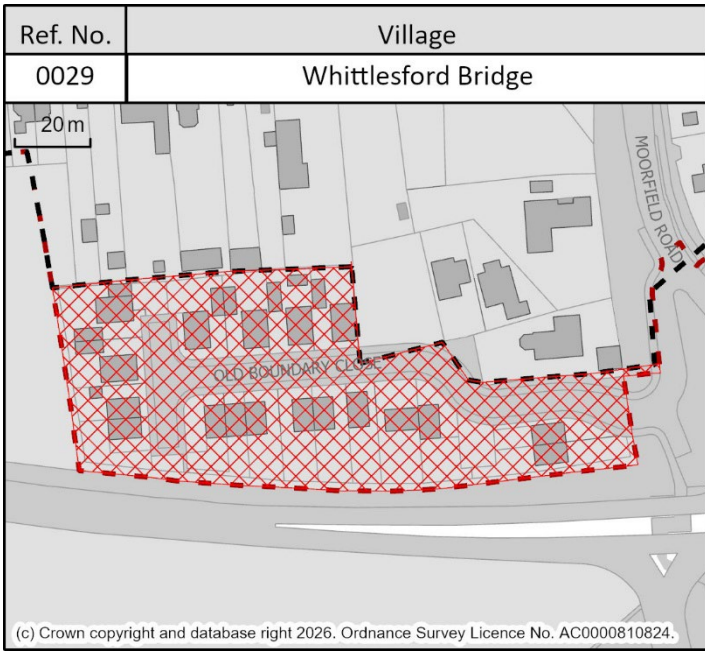 Ref. No. Village
0029 Whittlesford Bridge
20 m
MOORFIELD ROAD
OLD BOUNDARY CLOSE
(c) Crown copyright and database right 2026. Ordnance Survey Licence No. AC0000810824.